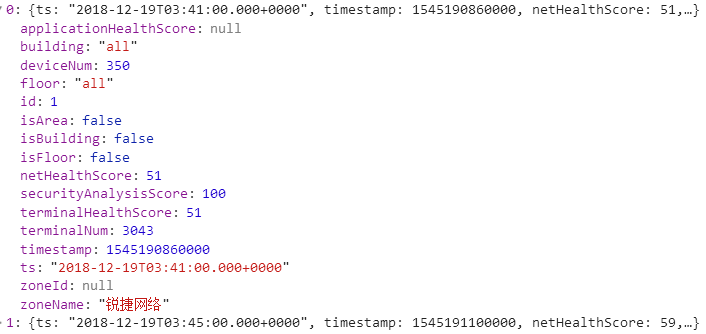 0: {ts: "2018-12-19T03:41:00.000+0000", timestamp: 1545190860000, netHealthScore: 51,…}
applicationHealthScore: null
building: "all"
deviceNum: 350
floor: "all"
id: 1
isArea: false
isBuilding: false
isFloor: false
netHealthScore: 51
securityAnalysisScore: 100
terminalHealthScore: 51
terminalNum: 3043
timestamp: 1545190860000
ts: "2018-12-19T03:41:00.000+0000"
zoneId: null
zoneName: "锐捷网络"
1: {ts: "2018-12-19T03:45:00.000+0000", timestamp: 1545191100000, netHealthScore: 59,…}